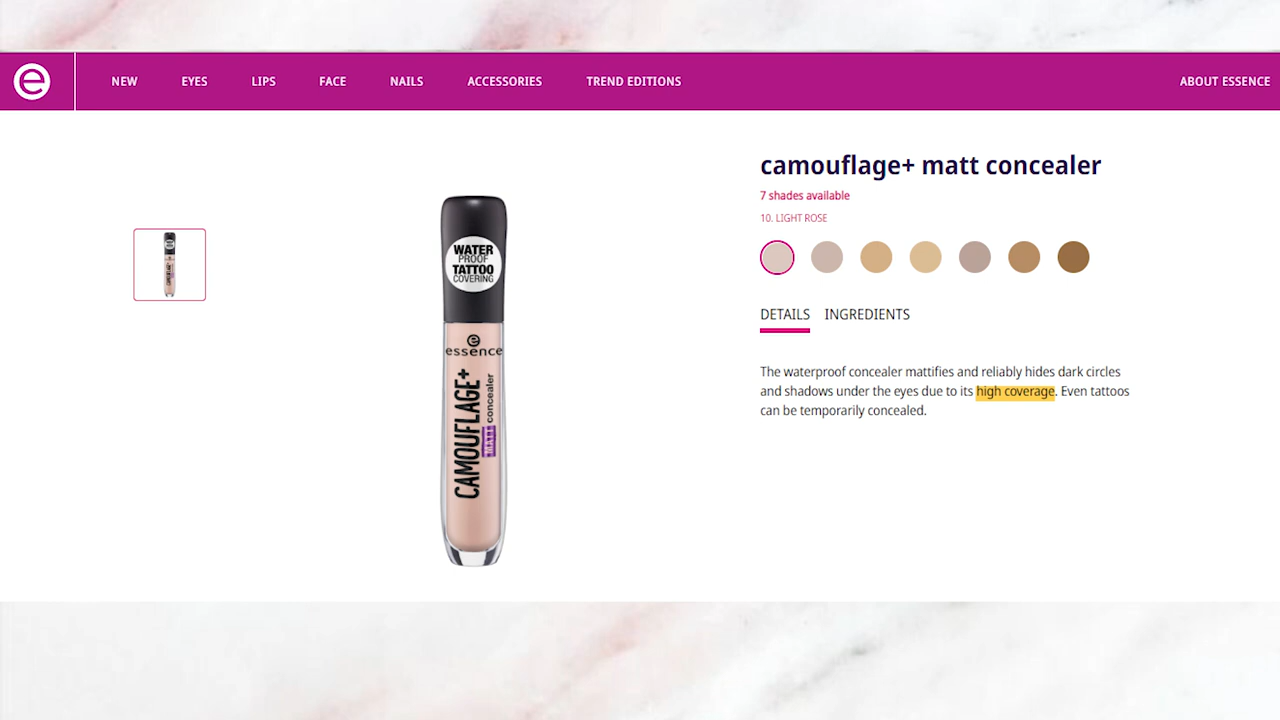 e
NEW EYES LIPS FACE NAILS ACCESSORIES TREND EDITIONS ABOUT ESSENCE
camouflage+ matt concealer
7 shades available
10. LIGHT ROSE
WATER
PROOF
TATTOO
COVERING
essence
CAMOUFLAGE+
concealer
DETAILS INGREDIENTS
The waterproof concealer mattifies and reliably hides dark circles
and shadows under the eyes due to its high coverage. Even tattoos
can be temporarily concealed.